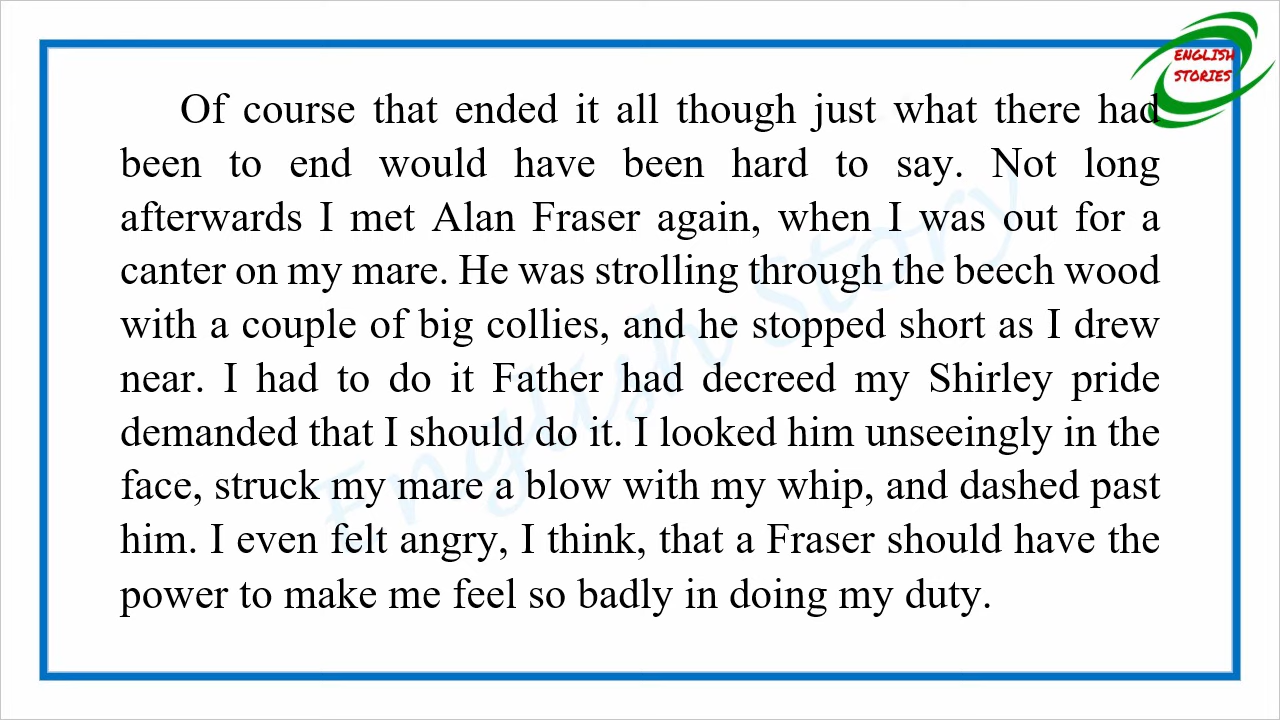 ENGLISH
STORIES
Of course that ended it all though just what there had
been to end would have been hard to say. Not long
afterwards I met Alan Fraser again, when I was out for a
canter on my mare. He was strolling through the beech wood
with a couple of big collies, and he stopped short as I drew
near. I had to do it Father had decreed my Shirley pride
demanded that I should do it. I looked him unseeingly in the
face, struck my mare a blow with my whip, and dashed past
him. I even felt angry, I think, that a Fraser should have the
power to make me feel so badly in doing my duty.
English Story